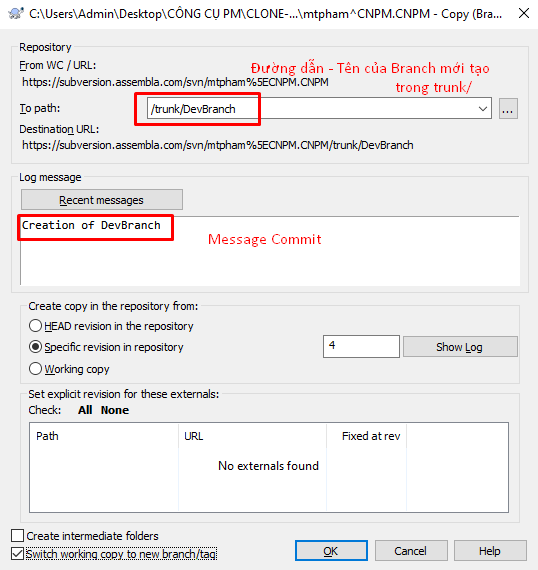 C:\Users\Admin\Desktop\CÔNG CỤ PM\CLONE-...\mtpham^CNPM.CNPM - Copy (Bra...
Repository
From WC / URL:
https://subversion.assembla.com/svn/mtpham%5ECNPM.CNPM
Đường dẫn - Tên của Branch mới tạo
trong trunk/
To path:
/trunk/DevBranch
...
Destination URL:
https://subversion.assembla.com/svn/mtpham%5ECNPM.CNPM/trunk/DevBranch
Log message
Recent messages
Creation of DevBranch
Message Commit
Create copy in the repository from:
HEAD revision in the repository
Specific revision in repository
4
Show Log
Working copy
Set explicit revision for these externals:
Check: All None
Path URL Fixed at rev
No externals found
Create intermediate folders
Switch working copy to new branch/tag
OK Cancel Help